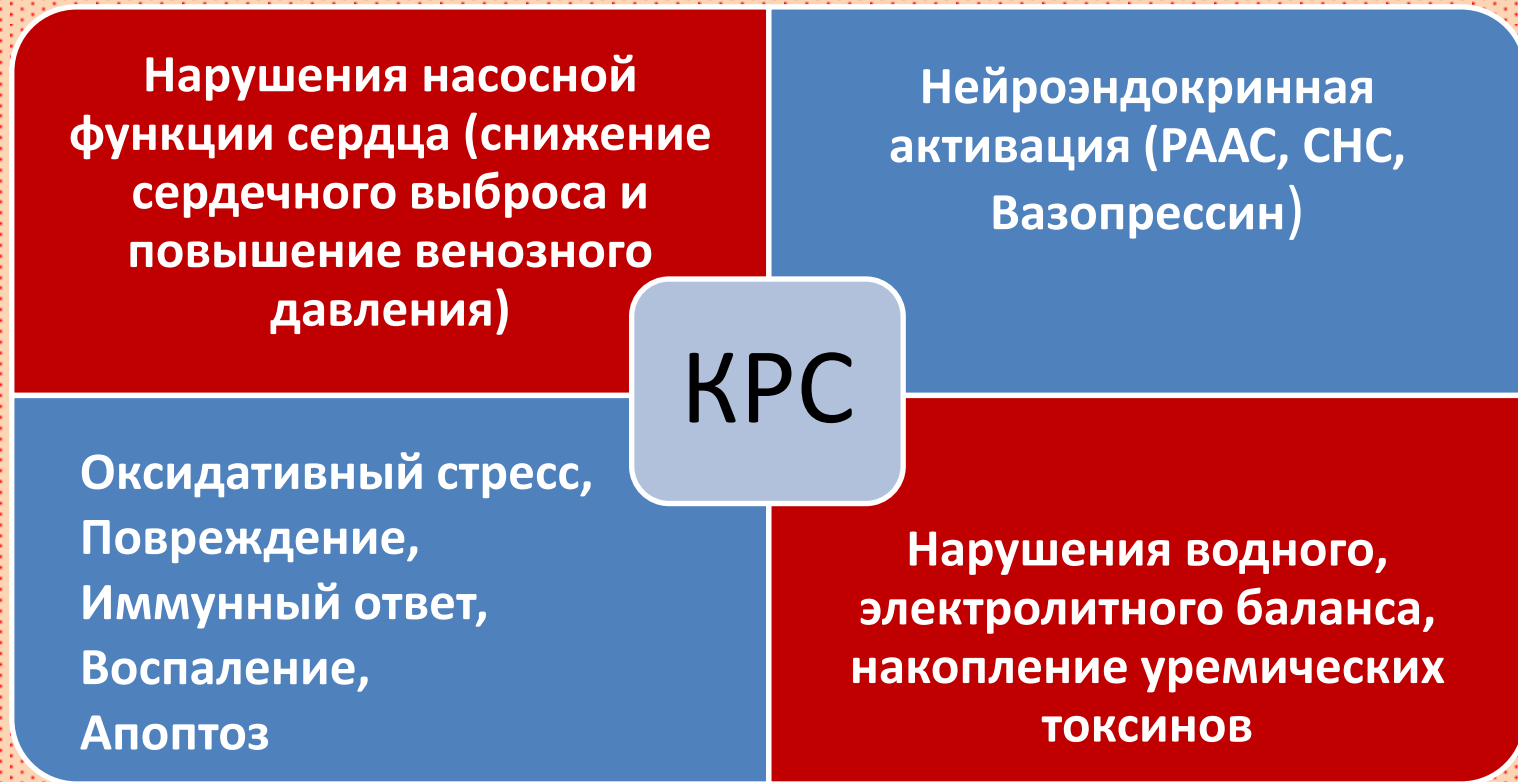 Нарушения насосной
функции сердца (снижение
сердечного выброса и
повышение венозного
давления)
Нейроэндокринная
активация (РААС, СНС,
Вазопрессин)
КРС
Оксидативный стресс,
Повреждение,
Иммунный ответ,
Воспаление,
Апоптоз
Нарушения водного,
электролитного баланса,
накопление уремических
токсинов